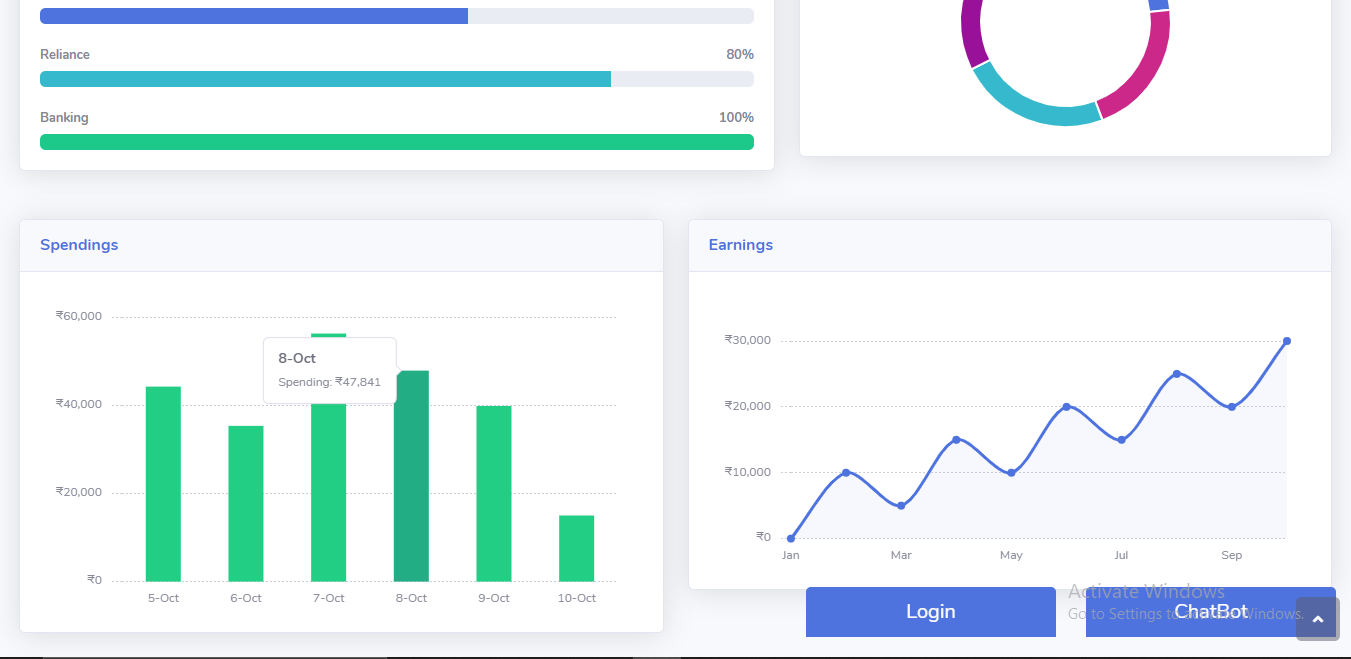 Reliance 80%
Banking 100%
Spendings
₹60,000
₹40,000
₹20,000
₹0
8-Oct
Spending: ₹47,841
5-Oct 6-Oct 7-Oct 8-Oct 9-Oct 10-Oct
Earnings
₹30,000
₹20,000
₹10,000
₹0
Jan Mar May Jul Sep
Login
ChatBot
Activate Windows
Go to Settings to activate Windows.